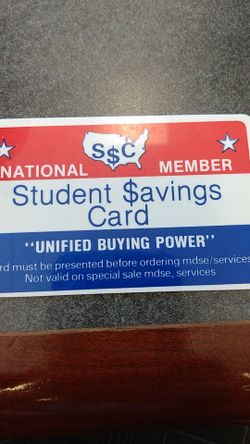 S$C
NATIONAL MEMBER
Student $avings
Card
"UNIFIED BUYING POWER"
must be presented before ordering mdse/services
Not valid on special sale mdse, services